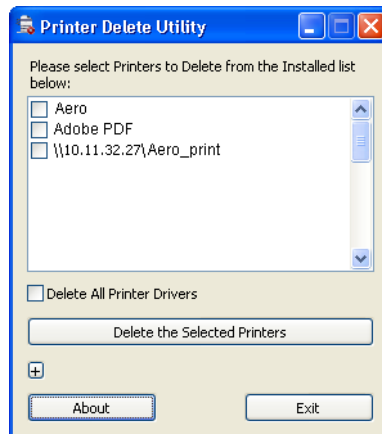 Printer Delete Utility
Please select Printers to Delete from the Installed list
below:
Aero
Adobe PDF
\\10.11.32.27\Aero_print
Delete All Printer Drivers
Delete the Selected Printers
About
Exit